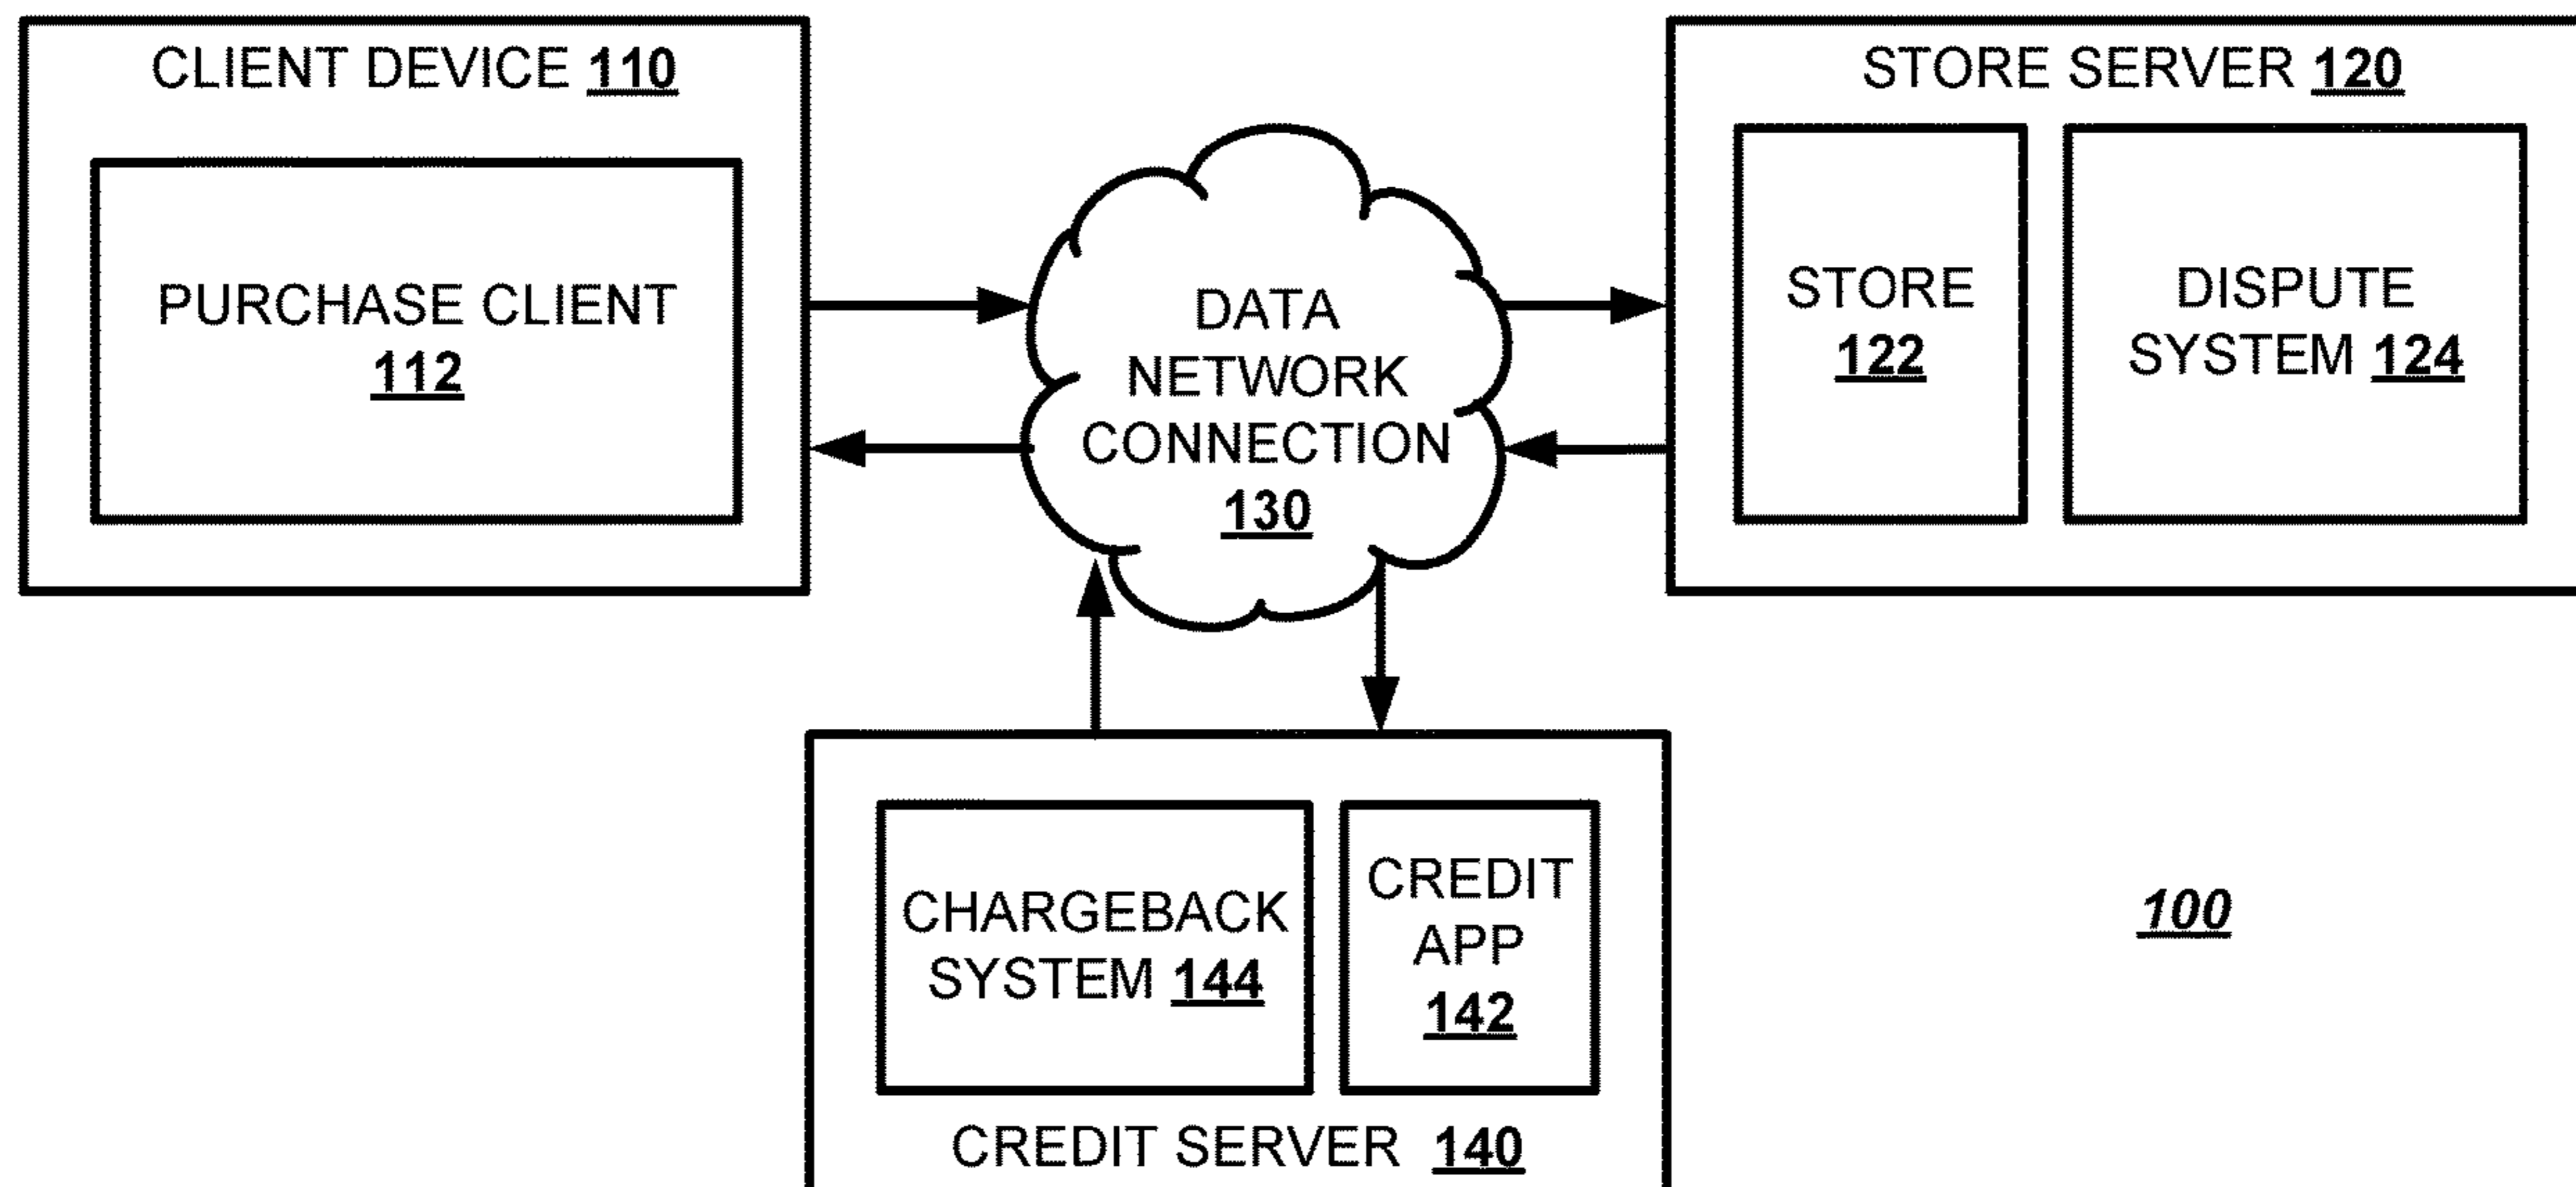 CLIENT DEVICE 110
PURCHASE CLIENT
112
DATA
NETWORK
CONNECTION
130
STORE SERVER 120
STORE
122
DISPUTE
SYSTEM 124
CHARGEBACK
SYSTEM 144
CREDIT
APP
142
CREDIT SERVER 140
100